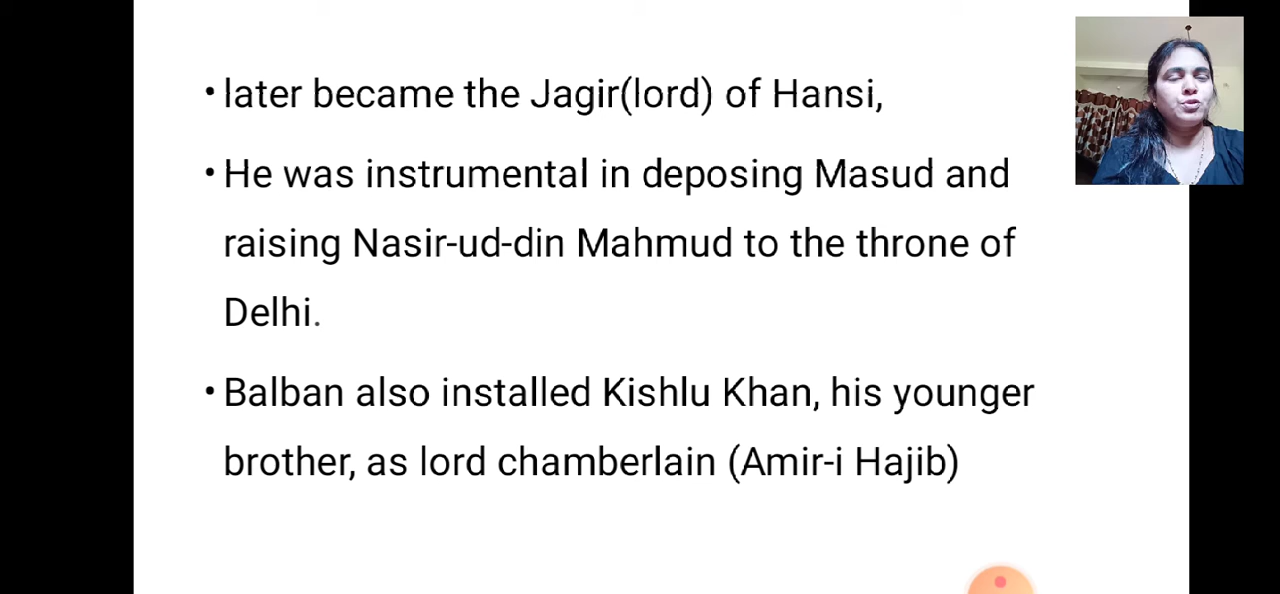 • later became the Jagir(lord) of Hansi,
• He was instrumental in deposing Masud and
raising Nasir-ud-din Mahmud to the throne of
Delhi.
• Balban also installed Kishlu Khan, his younger
brother, as lord chamberlain (Amir-i Hajib)